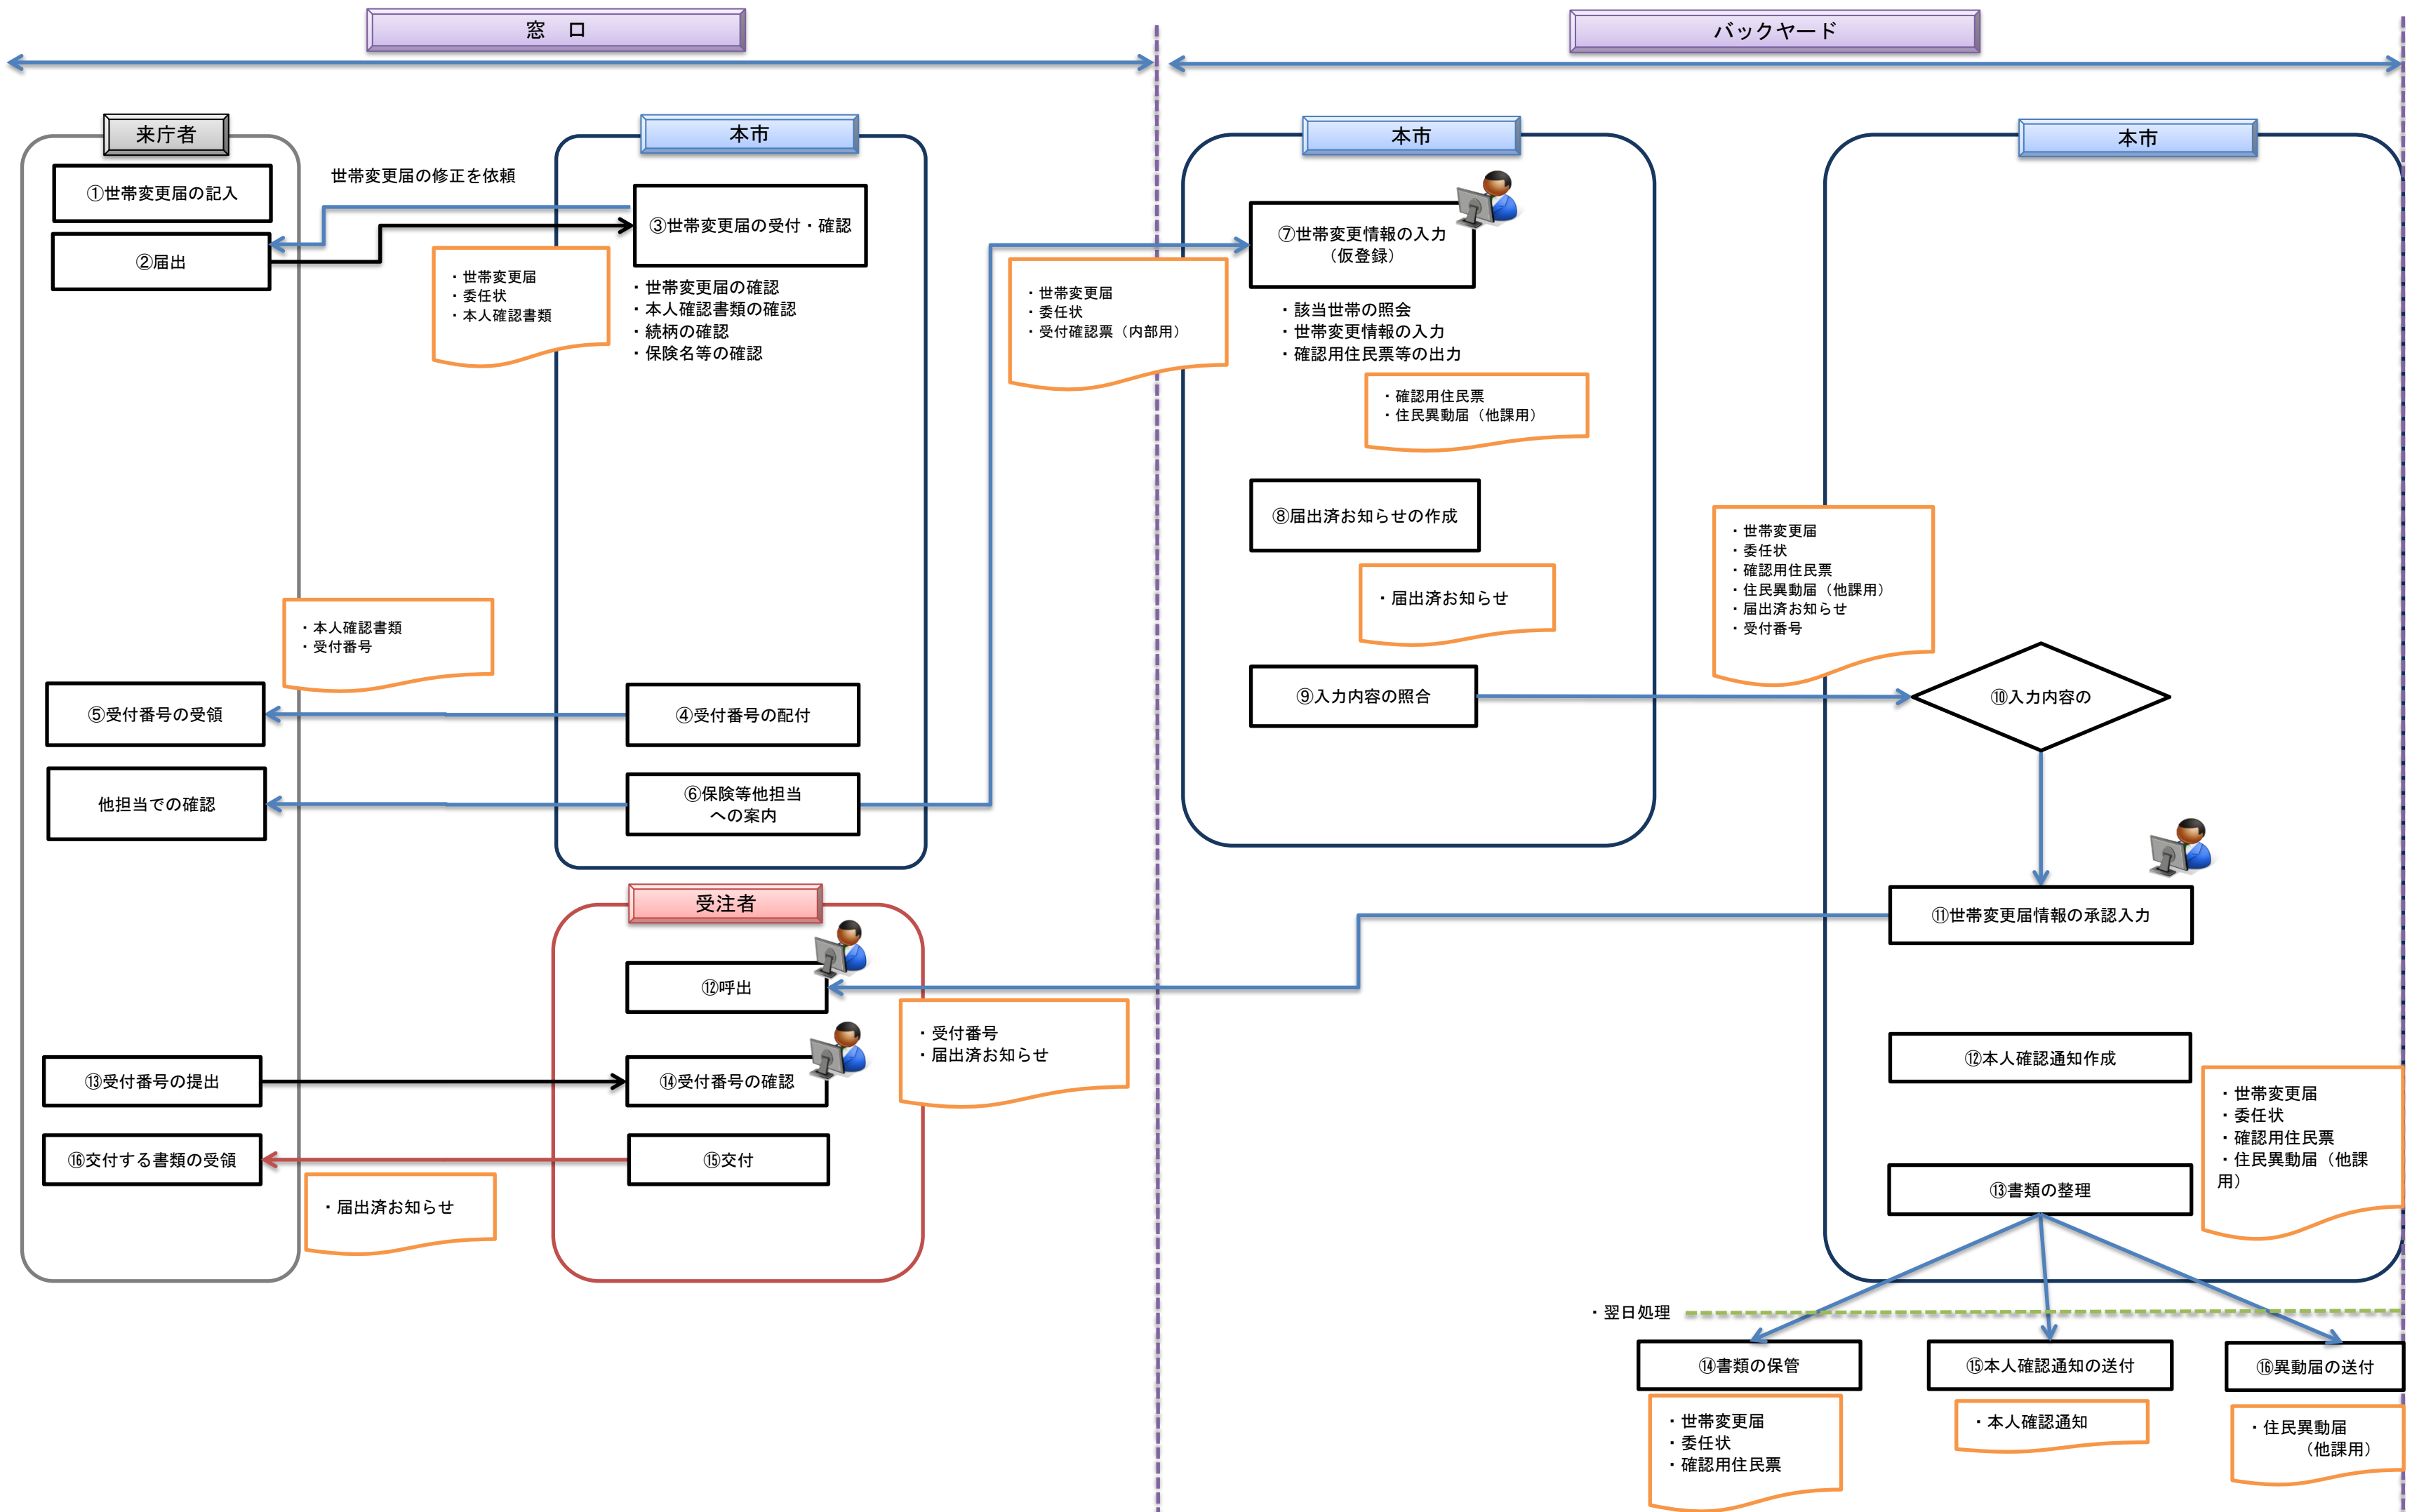 窓　口
バックヤード
来庁者
①世帯変更届の記入
②届出
世帯変更届の修正を依頼
・世帯変更届
・委任状
・本人確認書類
本市
③世帯変更届の受付・確認
・世帯変更届の確認
・本人確認書類の確認
・続柄の確認
・保険名等の確認
・本人確認書類
・受付番号
⑤受付番号の受領
④受付番号の配付
他担当での確認
⑥保険等他担当
への案内
・世帯変更届
・委任状
・受付確認票（内部用）
本市
⑦世帯変更情報の入力
（仮登録）
・該当世帯の照会
・世帯変更情報の入力
・確認用住民票等の出力
・確認用住民票
・住民異動届（他課用）
⑧届出済お知らせの作成
・届出済お知らせ
⑨入力内容の照合
本市
・世帯変更届
・委任状
・確認用住民票
・住民異動届（他課用）
・届出済お知らせ
・受付番号
⑩入力内容の
⑪世帯変更届情報の承認入力
受注者
⑫呼出
・受付番号
・届出済お知らせ
⑬受付番号の提出
⑭受付番号の確認
⑯交付する書類の受領
⑮交付
・届出済お知らせ
⑫本人確認通知作成
・世帯変更届
・委任状
・確認用住民票
・住民異動届（他課
用）
⑬書類の整理
・翌日処理
⑭書類の保管
⑮本人確認通知の送付
⑯異動届の送付
・世帯変更届
・委任状
・確認用住民票
・本人確認通知
・住民異動届
（他課用）